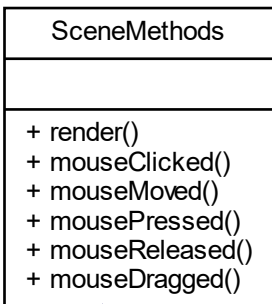 SceneMethods
+ render()
+ mouseClicked()
+ mouseMoved()
+ mousePressed()
+ mouseReleased()
+ mouseDragged()